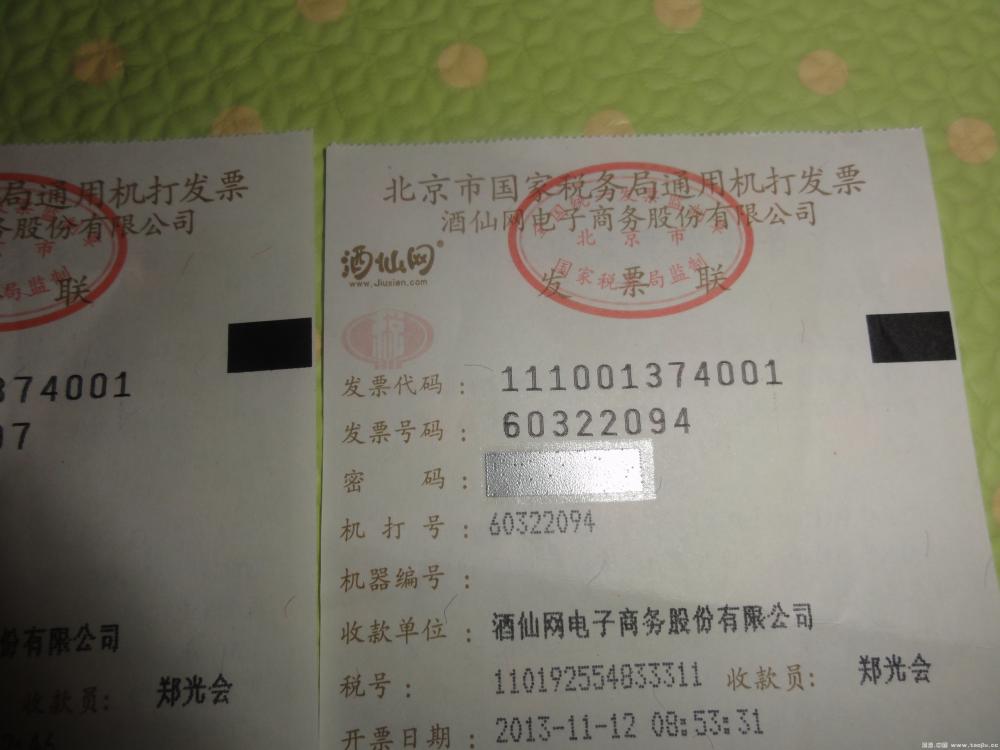 局通用机打发票
务股份有限公司
市
局监制
联
374001
97
份有限公司
收款员: 郑光会
北京市国家税务局通用机打发票
酒仙网电子商务股份有限公司
酒仙网®
www.Jiuxian.com
北京市
国家税务局监制
发票联
税
发票代码: 111001374001
发票号码: 60322094
密码:
机打号: 60322094
机器编号:
收款单位: 酒仙网电子商务股份有限公司
税号: 110192554833311 收款员: 郑光会
开票日期: 2013-11-12 08:53:31